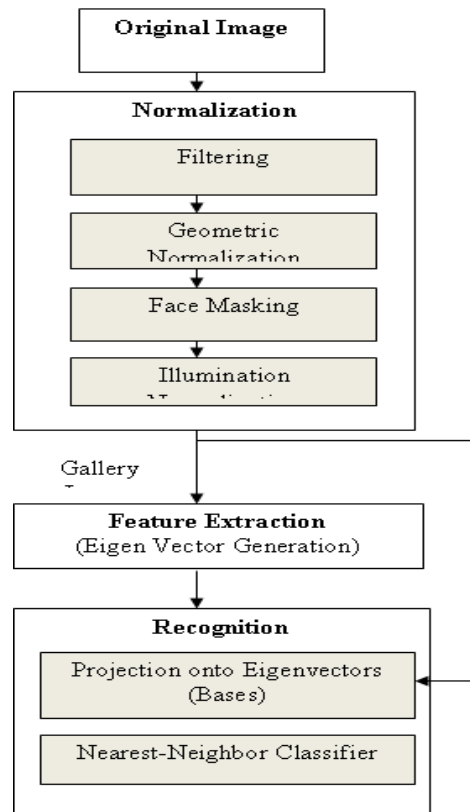 Original Image
Normalization
Filtering
Geometric
Normalization
Face Masking
Illumination
Normalization
Gallery
Feature Extraction
(Eigen Vector Generation)
Recognition
Projection onto Eigenvectors
(Bases)
Nearest-Neighbor Classifier